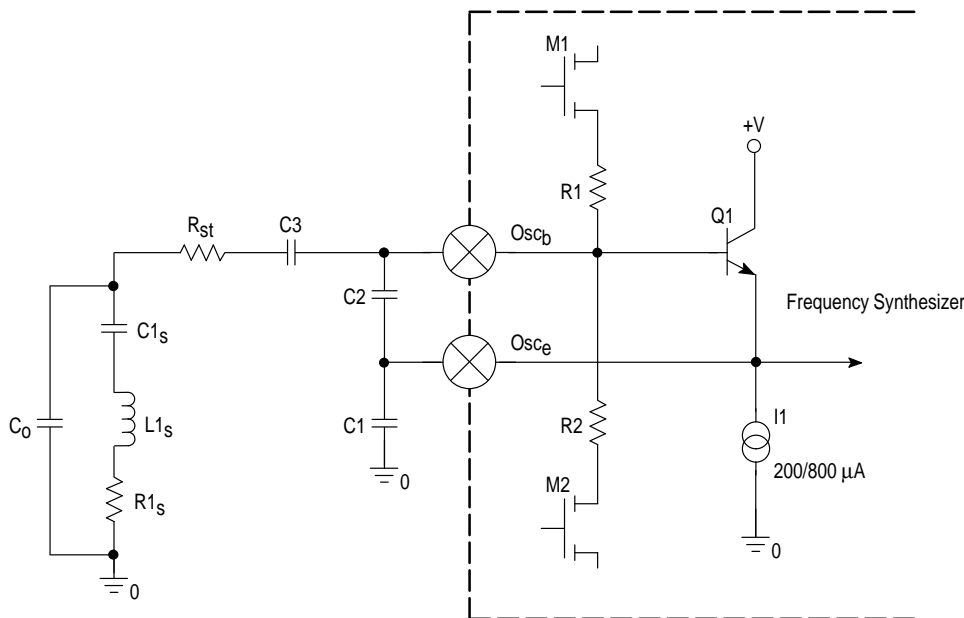 M1
+V
R1
Q1
Rst
C3
Oscb
C2
Frequency Synthesizer
C1s
Osce
Co
L1s
C1
R2
I1
200/800 μA
R1s
M2
0
0
0